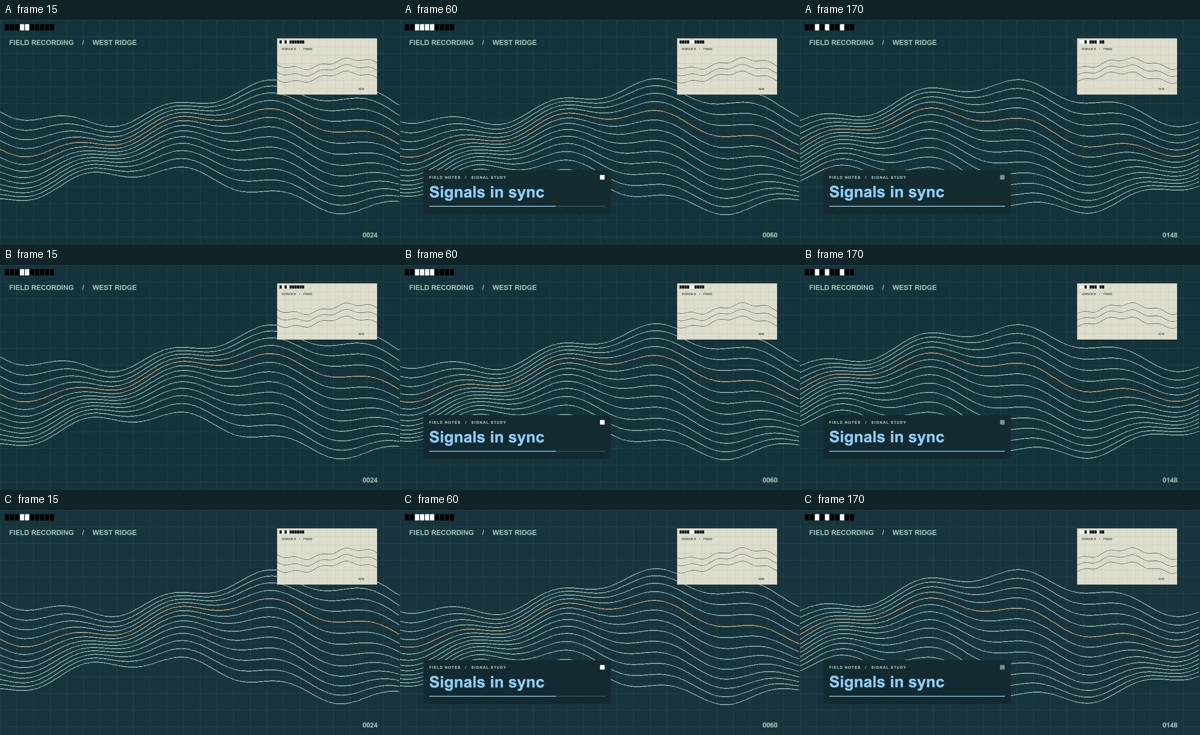 A frame 15
A frame 60
A frame 170
FIELD RECORDING / WEST RIDGE
FIELD RECORDING / WEST RIDGE
FIELD RECORDING / WEST RIDGE
FIELD NOTES / SIGNAL STUDY
Signals in sync
FIELD NOTES / SIGNAL STUDY
Signals in sync
0024
0060
0148
B frame 15
B frame 60
B frame 170
FIELD RECORDING / WEST RIDGE
FIELD RECORDING / WEST RIDGE
FIELD RECORDING / WEST RIDGE
FIELD NOTES / SIGNAL STUDY
Signals in sync
FIELD NOTES / SIGNAL STUDY
Signals in sync
0024
0060
0148
C frame 15
C frame 60
C frame 170
FIELD RECORDING / WEST RIDGE
FIELD RECORDING / WEST RIDGE
FIELD RECORDING / WEST RIDGE
FIELD NOTES / SIGNAL STUDY
Signals in sync
FIELD NOTES / SIGNAL STUDY
Signals in sync
0024
0060
0148